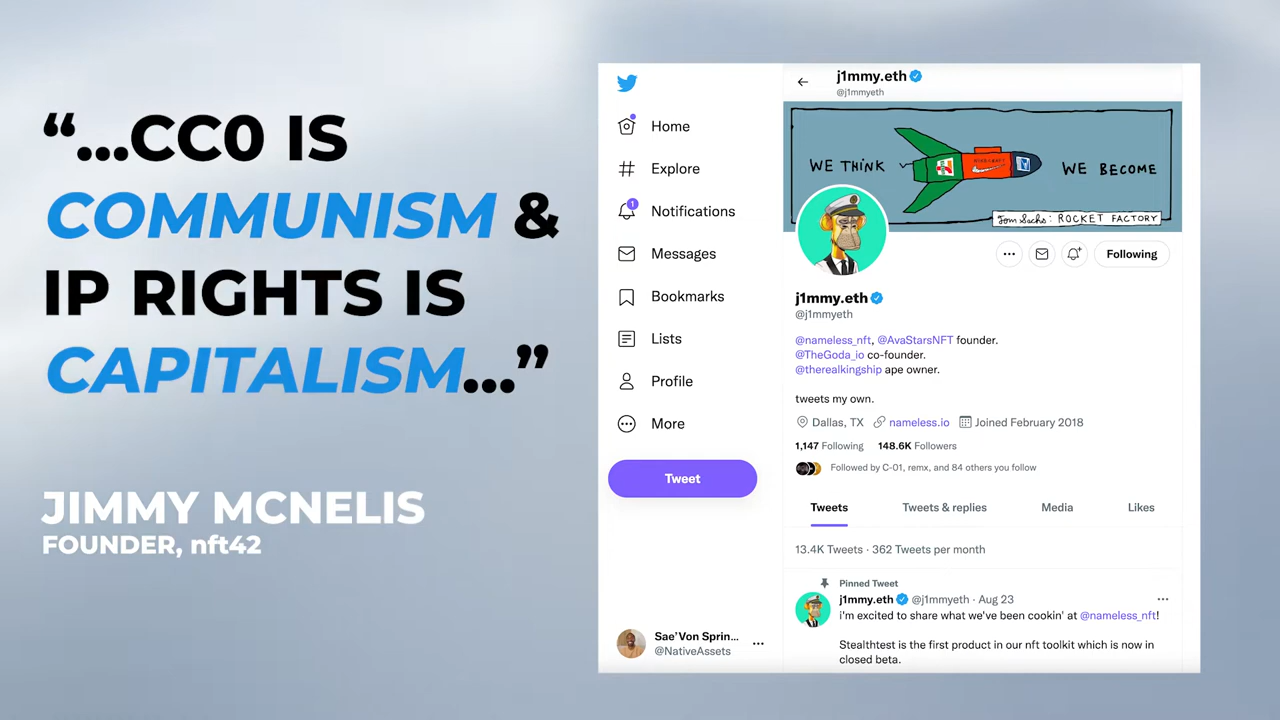 “...CC0 IS
COMMUNISM &
IP RIGHTS IS
CAPITALISM...”
JIMMY MCNELIS
FOUNDER, nft42
Home
Explore
1
Notifications
Messages
Bookmarks
Lists
Profile
More
Tweet
Sae’Von Sprin...
@NativeAssets
j1mmy.eth
@j1mmyeth
WE THiNK
WE BECOME
Tom Sachs: ROCKET FACTORY
Following
j1mmy.eth
@j1mmyeth
@nameless_nft, @AvaStarsNFT founder.
@TheGoda_io co-founder.
@therealkingship ape owner.
tweets my own.
Dallas, TX nameless.io Joined February 2018
1,147 Following 148.6K Followers
Followed by C-01, remx, and 84 others you follow
Tweets Tweets & replies Media Likes
13.4K Tweets · 362 Tweets per month
Pinned Tweet
j1mmy.eth @j1mmyeth · Aug 23
i'm excited to share what we've been cookin' at @nameless_nft!
Stealthtest is the first product in our nft toolkit which is now in
closed beta.